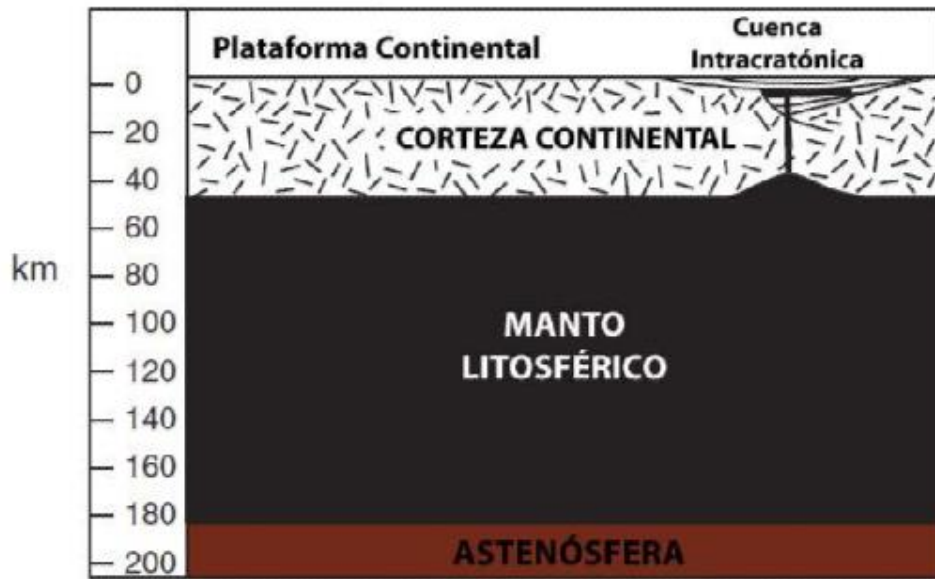 Plataforma Continental
Cuenca
Intracratónica
0
20
CORTEZA CONTINENTAL
40
60
km
80
100
MANTO
LITOSFÉRICO
120
140
160
180
ASTENÓSFERA
200